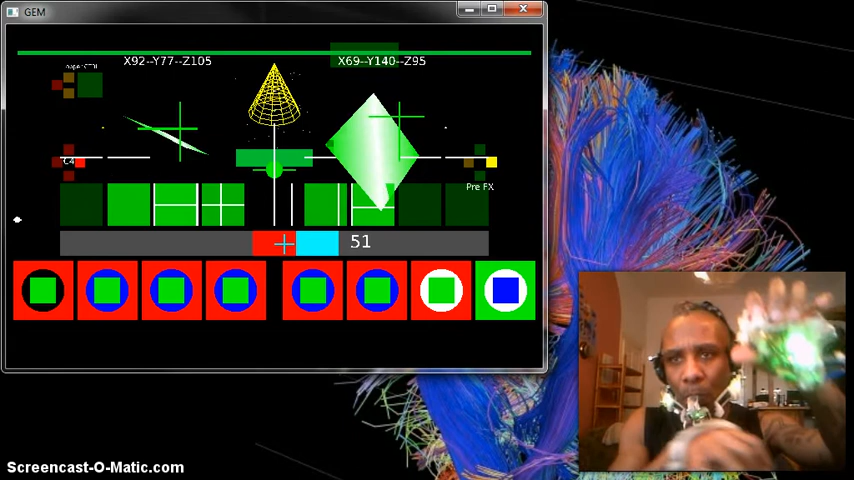 GEM
X92--Y77--Z105
X69--Y140--Z95
C4
Pre FX
51
Screencast-O-Matic.com